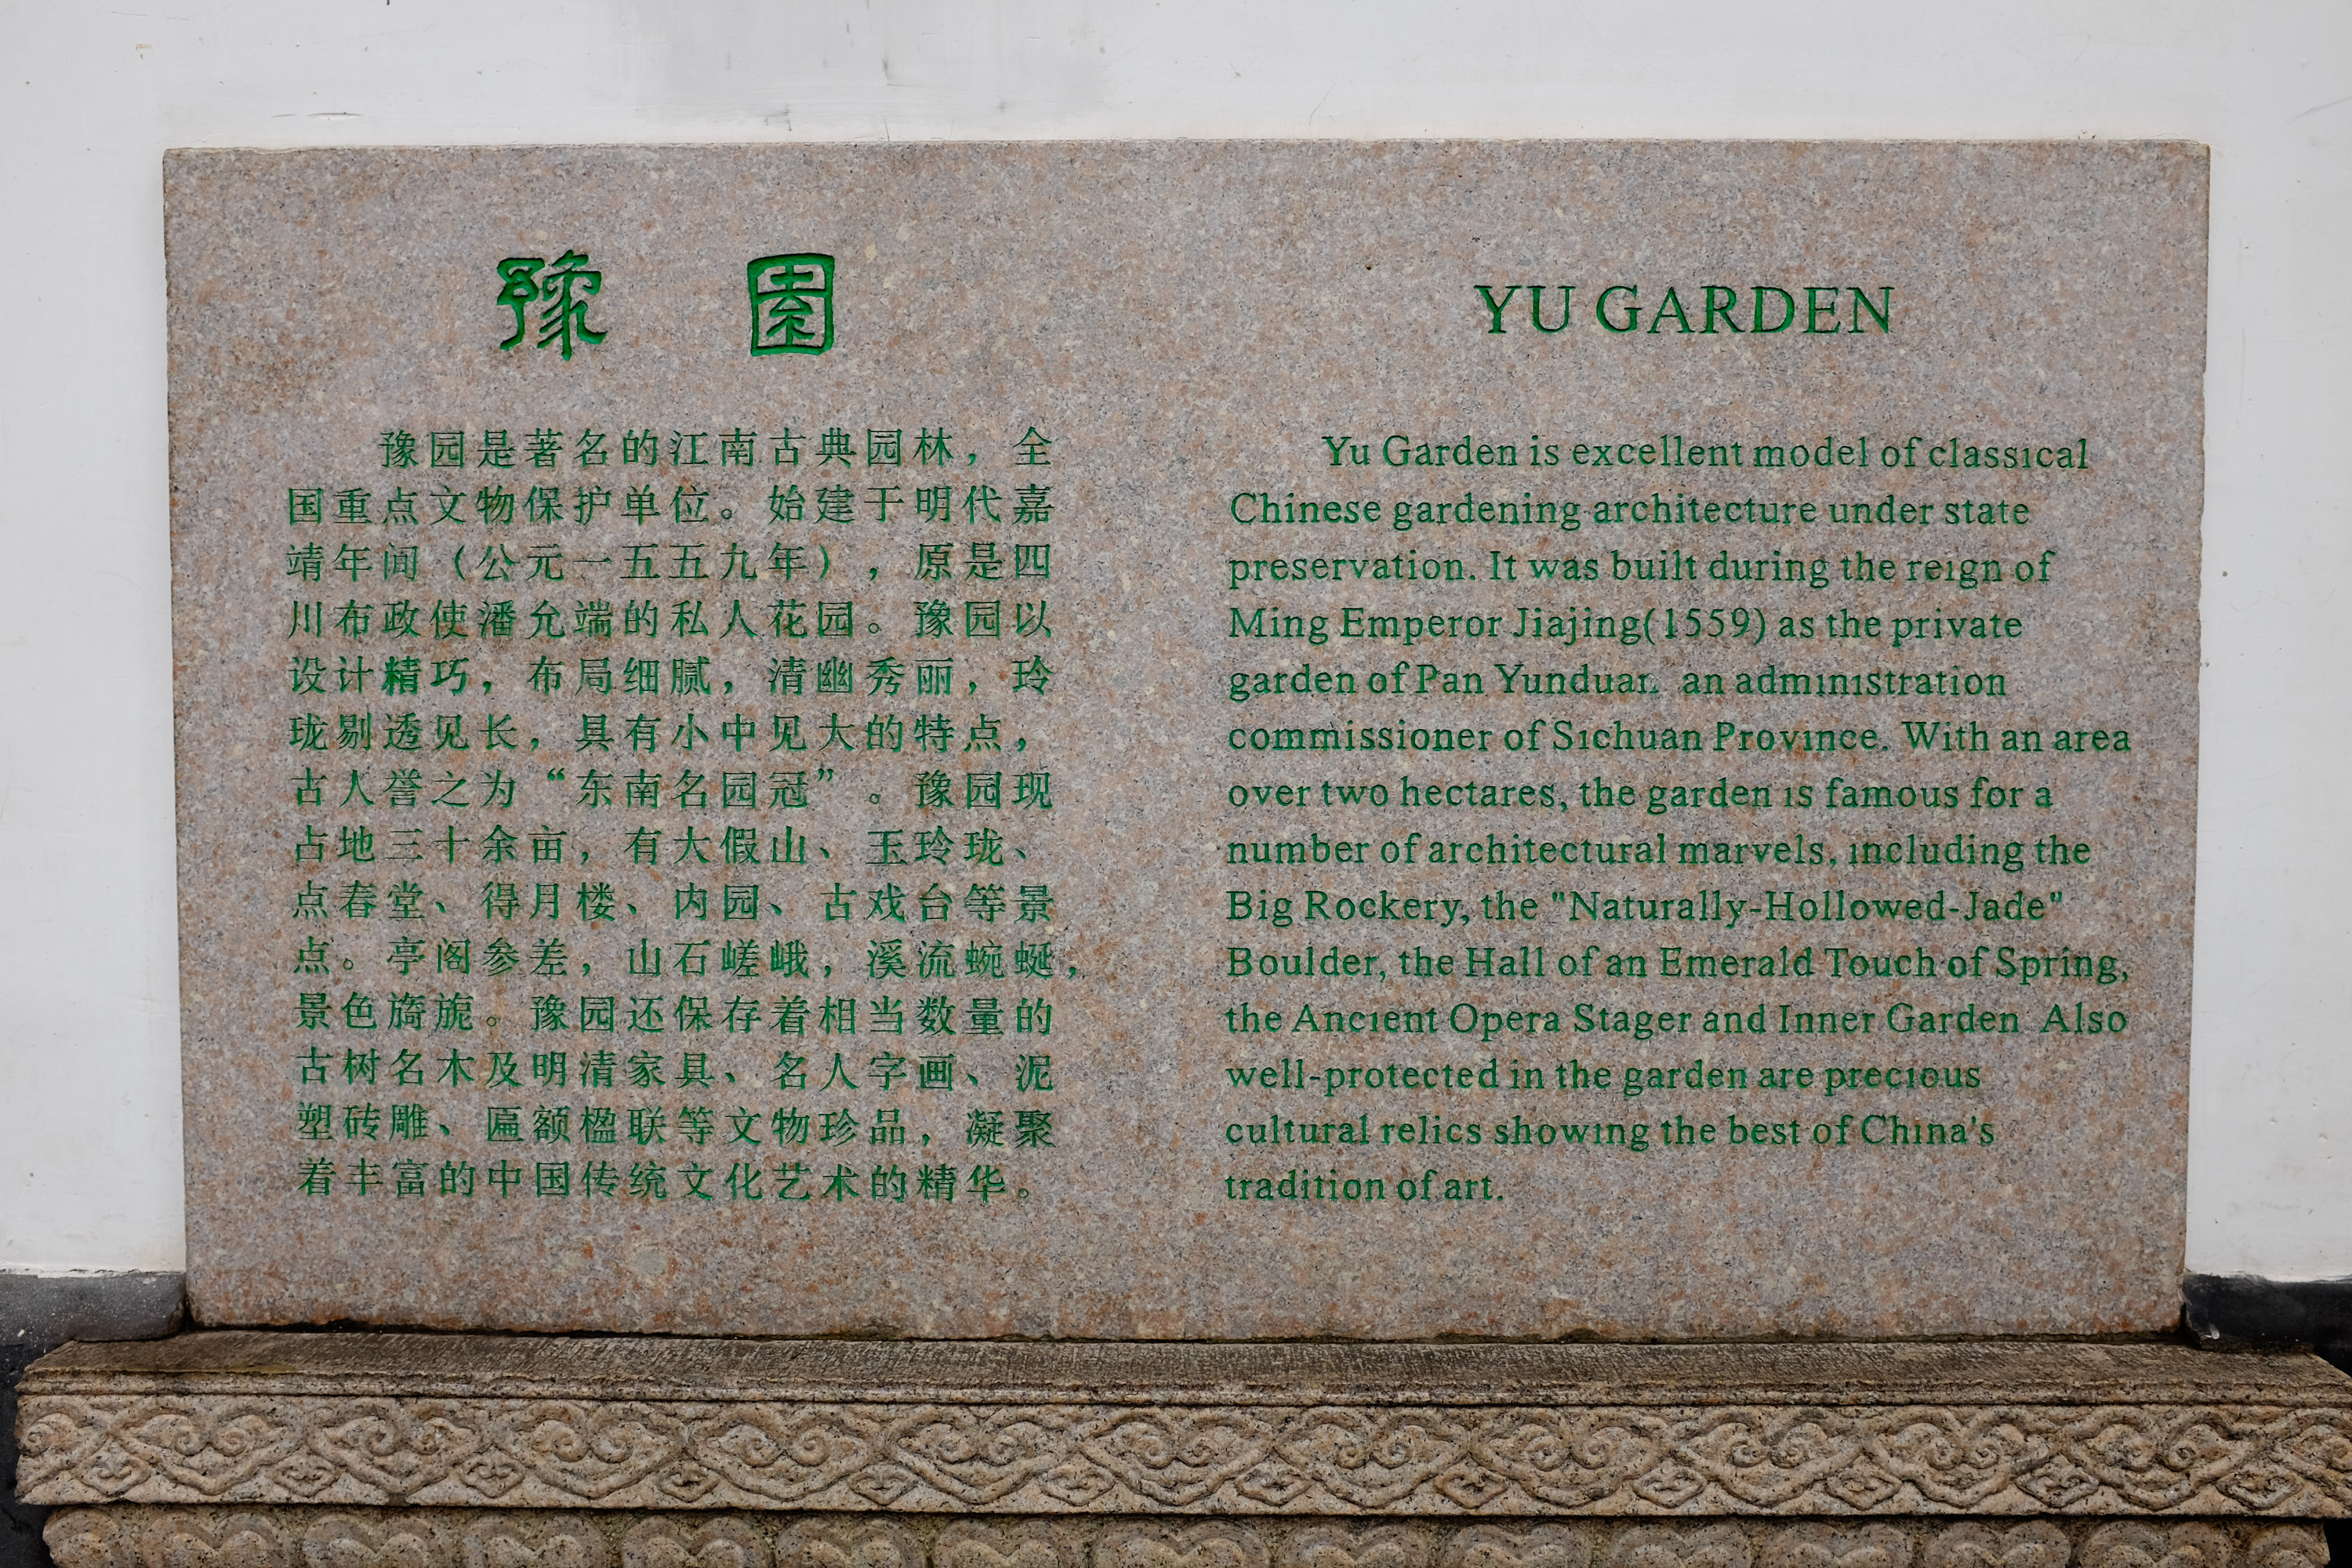 豫 园
豫园是著名的江南古典园林，全
国重点文物保护单位。始建于明代嘉
靖年间（公元一五五九年），原是四
川布政使潘允端的私人花园。豫园以
设计精巧，布局细腻，清幽秀丽，玲
珑剔透见长，具有小中见大的特点，
古人誉之为“东南名园冠”。豫园现
占地三十余亩，有大假山、玉玲珑、
点春堂、得月楼、内园、古戏台等景
点。亭阁参差，山石嵯峨，溪流蜿蜒，
景色旖旎。豫园还保存着相当数量的
古树名木及明清家具、名人字画、泥
塑砖雕、匾额楹联等文物珍品，凝聚
着丰富的中国传统文化艺术的精华。
YU GARDEN
Yu Garden is excellent model of classical
Chinese gardening architecture under state
preservation. It was built during the reign of
Ming Emperor Jiajing(1559) as the private
garden of Pan Yunduan  an administration
commissioner of Sichuan Province. With an area
over two hectares, the garden is famous for a
number of architectural marvels, including the
Big Rockery, the "Naturally-Hollowed-Jade"
Boulder, the Hall of an Emerald Touch of Spring,
the Ancient Opera Stager and Inner Garden  Also
well-protected in the garden are precious
cultural relics showing the best of China's
tradition of art.